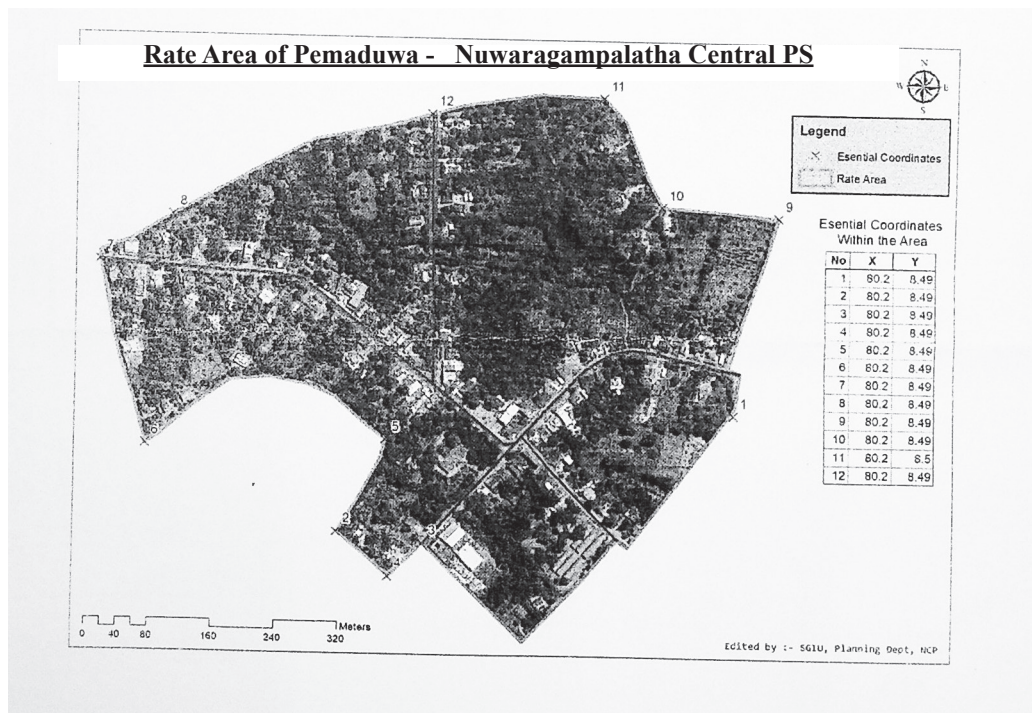 Rate Area of Pemaduwa - Nuwaragampalatha Central PS
N
W E
S
12
11
10
9
8
7
6
5
2
3
4
1
Legend
Esential Coordinates
Rate Area
Esential Coordinates
Within the Area
No X Y
1 80.2 8.49
2 80.2 8.49
3 80.2 8.49
4 80.2 8.49
5 80.2 8.49
6 80.2 8.49
7 80.2 8.49
8 80.2 8.49
9 80.2 8.49
10 80.2 8.49
11 80.2 8.5
12 80.2 8.49
0 40 80 160 240 320
Meters
Edited by :- SGIU, Planning Dept, NCP